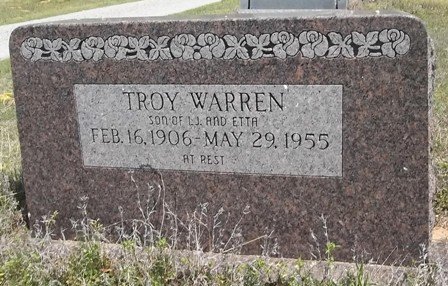 TROY WARREN
SON OF L.J. AND ETTA
FEB. 16, 1906 - MAY 29, 1955
AT REST